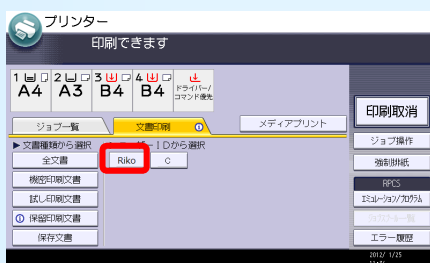 プリンター
印刷できます
1 2 3 4
A4 A3 B4 B4 ドライバー/
コマンド優先
印刷取消
ジョブ一覧 文書印刷 メディアプリント
ジョブ操作
▶文書種類から選択 IDから選択
全文書 Riko C
強制排紙
機密印刷文書
RPCS
試し印刷文書
エミュレーション/プログラム
保留印刷文書
保存文書
エラー履歴
2012/ 1/25